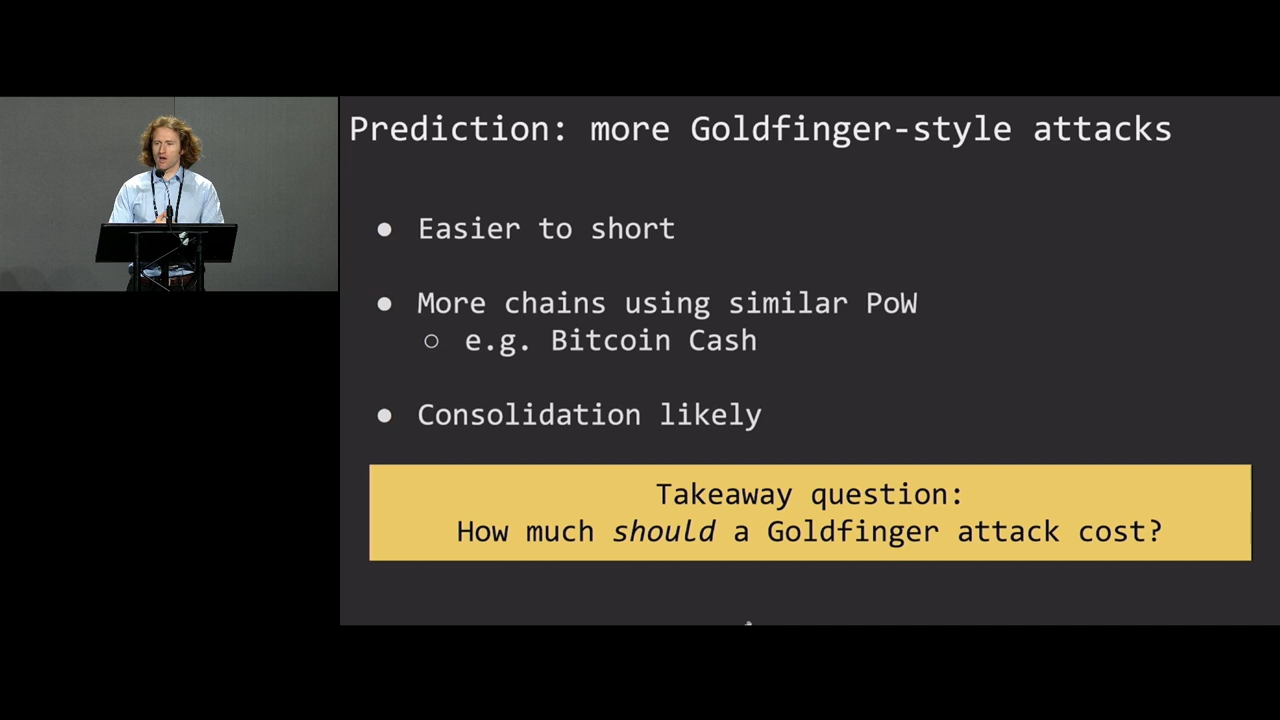 Prediction: more Goldfinger-style attacks
● Easier to short
● More chains using similar PoW
○ e.g. Bitcoin Cash
● Consolidation likely
Takeaway question:
How much should a Goldfinger attack cost?